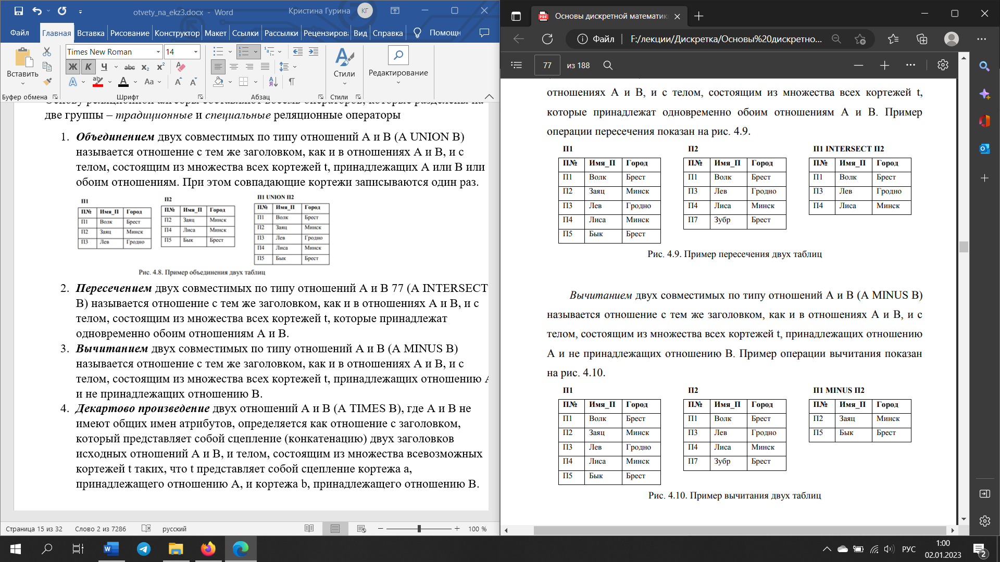 otvety_na_ekz3.docx - Word
Кристина Гурина
КГ
Файл Главная Вставка Рисование Конструктор Макет Ссылки Рассылки Рецензирова Вид Справка Помощн
Вставить
Буфер обмена
Times New Roman 14
Ж К Ч abc x₂ x²
Aa
Шрифт
Абзац
Стили
Стили
Редактирование
две группы – традиционные и специальные реляционные операторы
1. Объединением двух совместимых по типу отношений А и В (A UNION B)
называется отношение с тем же заголовком, как и в отношениях А и В, и с
телом, состоящим из множества всех кортежей t, принадлежащих А или В или
обоим отношениям. При этом совпадающие кортежи записываются один раз.
П1
П№ Имя_П Город
П1 Волк Брест
П2 Заяц Минск
П3 Лев Гродно
П2
П№ Имя_П Город
П2 Заяц Минск
П4 Лиса Минск
П5 Бык Брест
П1 UNION П2
П№ Имя_П Город
П1 Волк Брест
П2 Заяц Минск
П3 Лев Гродно
П4 Лиса Минск
П5 Бык Брест
Рис. 4.8. Пример объединения двух таблиц
2. Пересечением двух совместимых по типу отношений А и В 77 (A INTERSECT
B) называется отношение с тем же заголовком, как и в отношениях А и В, и с
телом, состоящим из множества всех кортежей t, которые принадлежат
одновременно обоим отношениям А и В.
3. Вычитанием двух совместимых по типу отношений А и В (A MINUS B)
называется отношение с тем же заголовком, как и в отношениях А и В, и с
телом, состоящим из множества всех кортежей t, принадлежащих отношению А
и не принадлежащих отношению В.
4. Декартово произведение двух отношений А и В (A TIMES B), где А и В не
имеют общих имен атрибутов, определяется как отношение с заголовком,
который представляет собой сцепление (конкатенацию) двух заголовков
исходных отношений А и В, и телом, состоящим из множества всевозможных
кортежей t таких, что t представляет собой сцепление кортежа a,
принадлежащего отношению А, и кортежа b, принадлежащего отношению В.
Страница 15 из 32 Слово 2 из 7286 русский 100 %
Основы дискретной математик
Файл F:/лекции/Дискретка/Основы%20дискретно...
77 из 188
отношениях А и В, и с телом, состоящим из множества всех кортежей t,
которые принадлежат одновременно обоим отношениям А и В. Пример
операции пересечения показан на рис. 4.9.
П1
П№ Имя_П Город
П1 Волк Брест
П2 Заяц Минск
П3 Лев Гродно
П4 Лиса Минск
П5 Бык Брест
П2
П№ Имя_П Город
П1 Волк Брест
П3 Лев Гродно
П4 Лиса Минск
П7 Зубр Брест
П1 INTERSECT П2
П№ Имя_П Город
П1 Волк Брест
П3 Лев Гродно
П4 Лиса Минск
Рис. 4.9. Пример пересечения двух таблиц
Вычитанием двух совместимых по типу отношений А и В (A MINUS B)
называется отношение с тем же заголовком, как и в отношениях А и В, и с
телом, состоящим из множества всех кортежей t, принадлежащих отношению
А и не принадлежащих отношению В. Пример операции вычитания показан
на рис. 4.10.
П1
П№ Имя_П Город
П1 Волк Брест
П2 Заяц Минск
П3 Лев Гродно
П4 Лиса Минск
П5 Бык Брест
П2
П№ Имя_П Город
П1 Волк Брест
П3 Лев Гродно
П4 Лиса Минск
П7 Зубр Брест
П1 MINUS П2
П№ Имя_П Город
П2 Заяц Минск
П5 Бык Брест
Рис. 4.10. Пример вычитания двух таблиц
РУС
1:00
02.01.2023
2